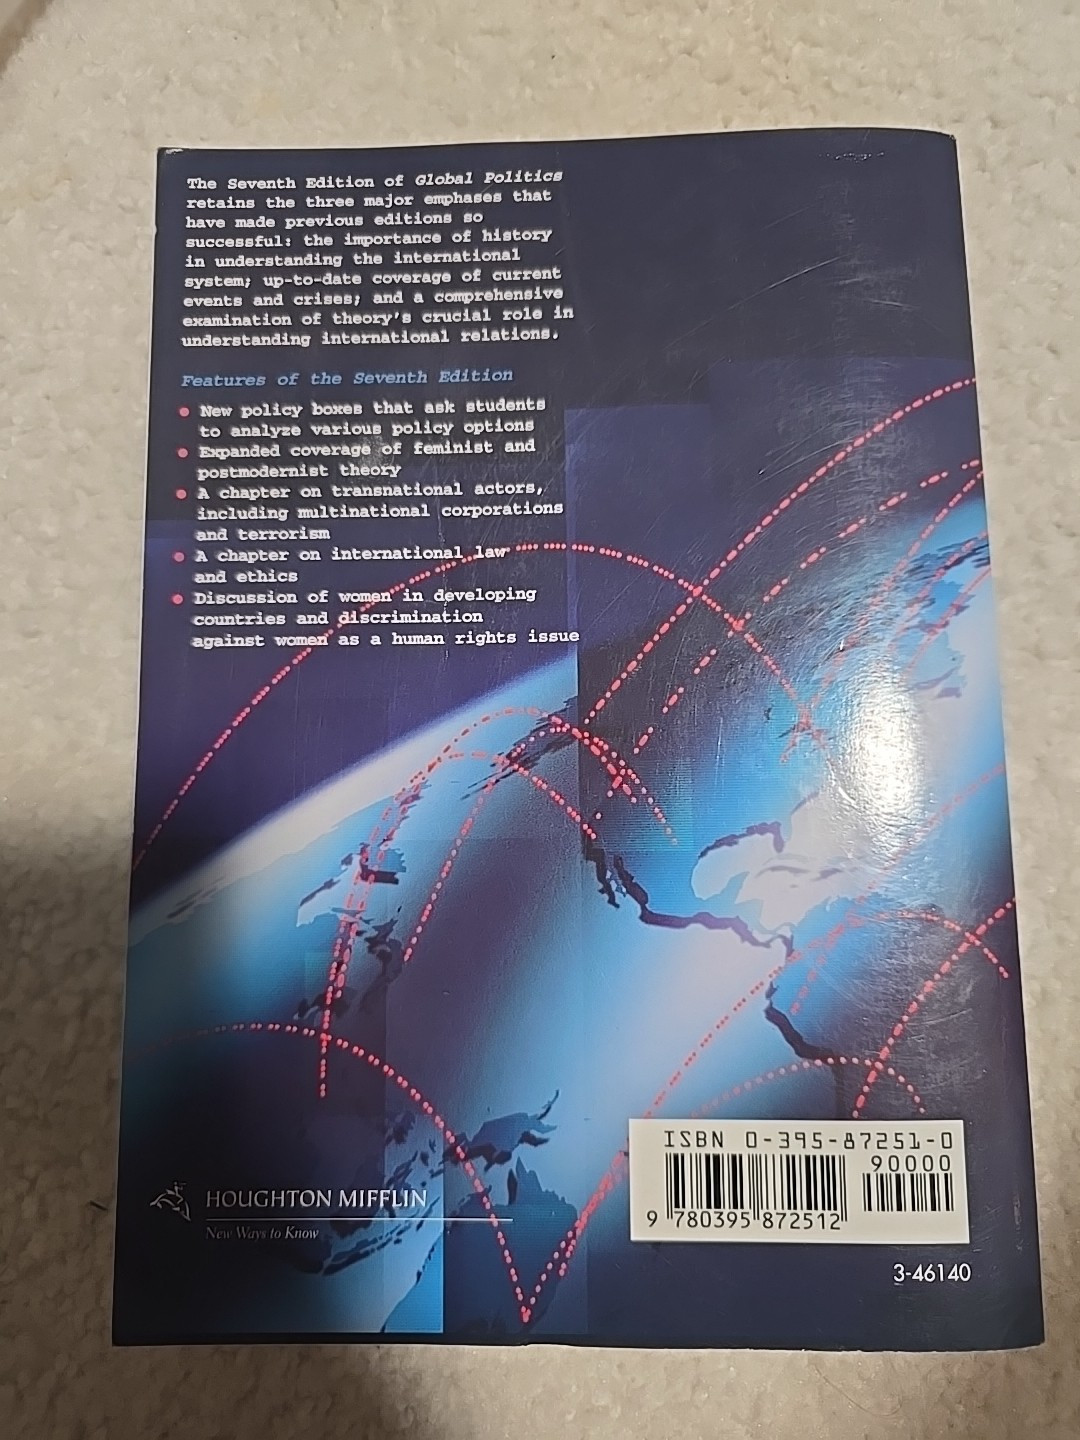 The Seventh Edition of Global Politics
retains the three major emphases that
have made previous editions so
successful: the importance of history
in understanding the international
system; up-to-date coverage of current
events and crises; and a comprehensive
examination of theory's crucial role in
understanding international relations.
Features of the Seventh Edition
• New policy boxes that ask students
to analyze various policy options
• Expanded coverage of feminist and
postmodernist theory
• A chapter on transnational actors,
including multinational corporations
and terrorism
• A chapter on international law
and ethics
• Discussion of women in developing
countries and discrimination
against women as a human rights issue
HOUGHTON MIFFLIN
New Ways to Know
ISBN 0-395-87251-0
90000
9 780395 872512
3-46140